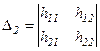 Δ₂ = |h₁₁ h₁₂|
|h₂₁ h₂₂|